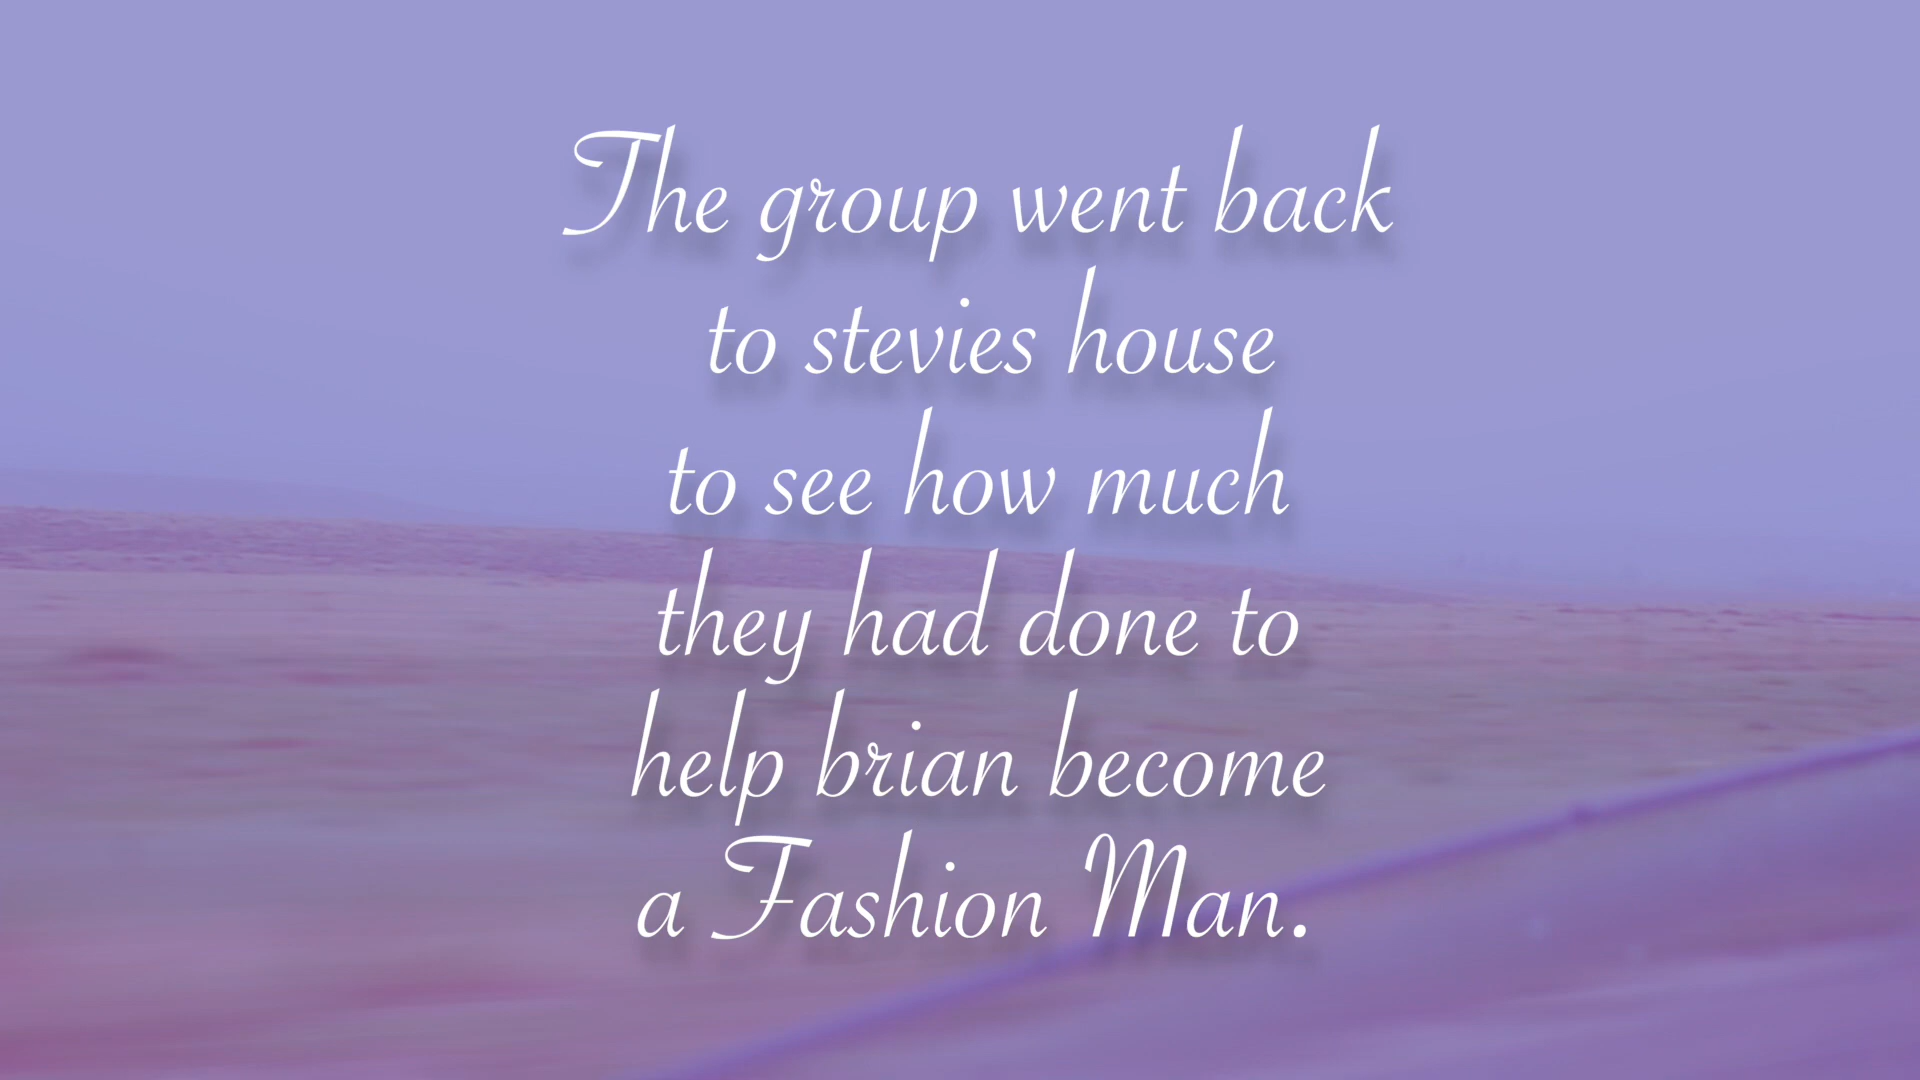 The group went back
to stevies house
to see how much
they had done to
help brian become
a Fashion Man.